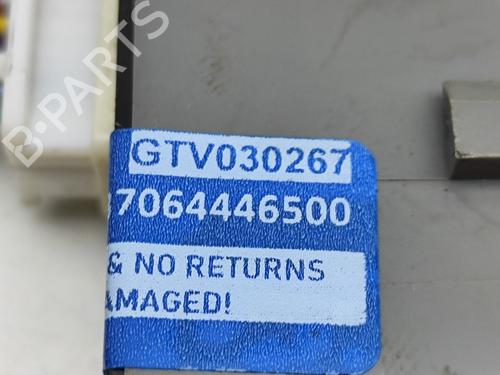 B-PARTS
GTV030267
7064446500
& NO RETURNS
AMAGED!